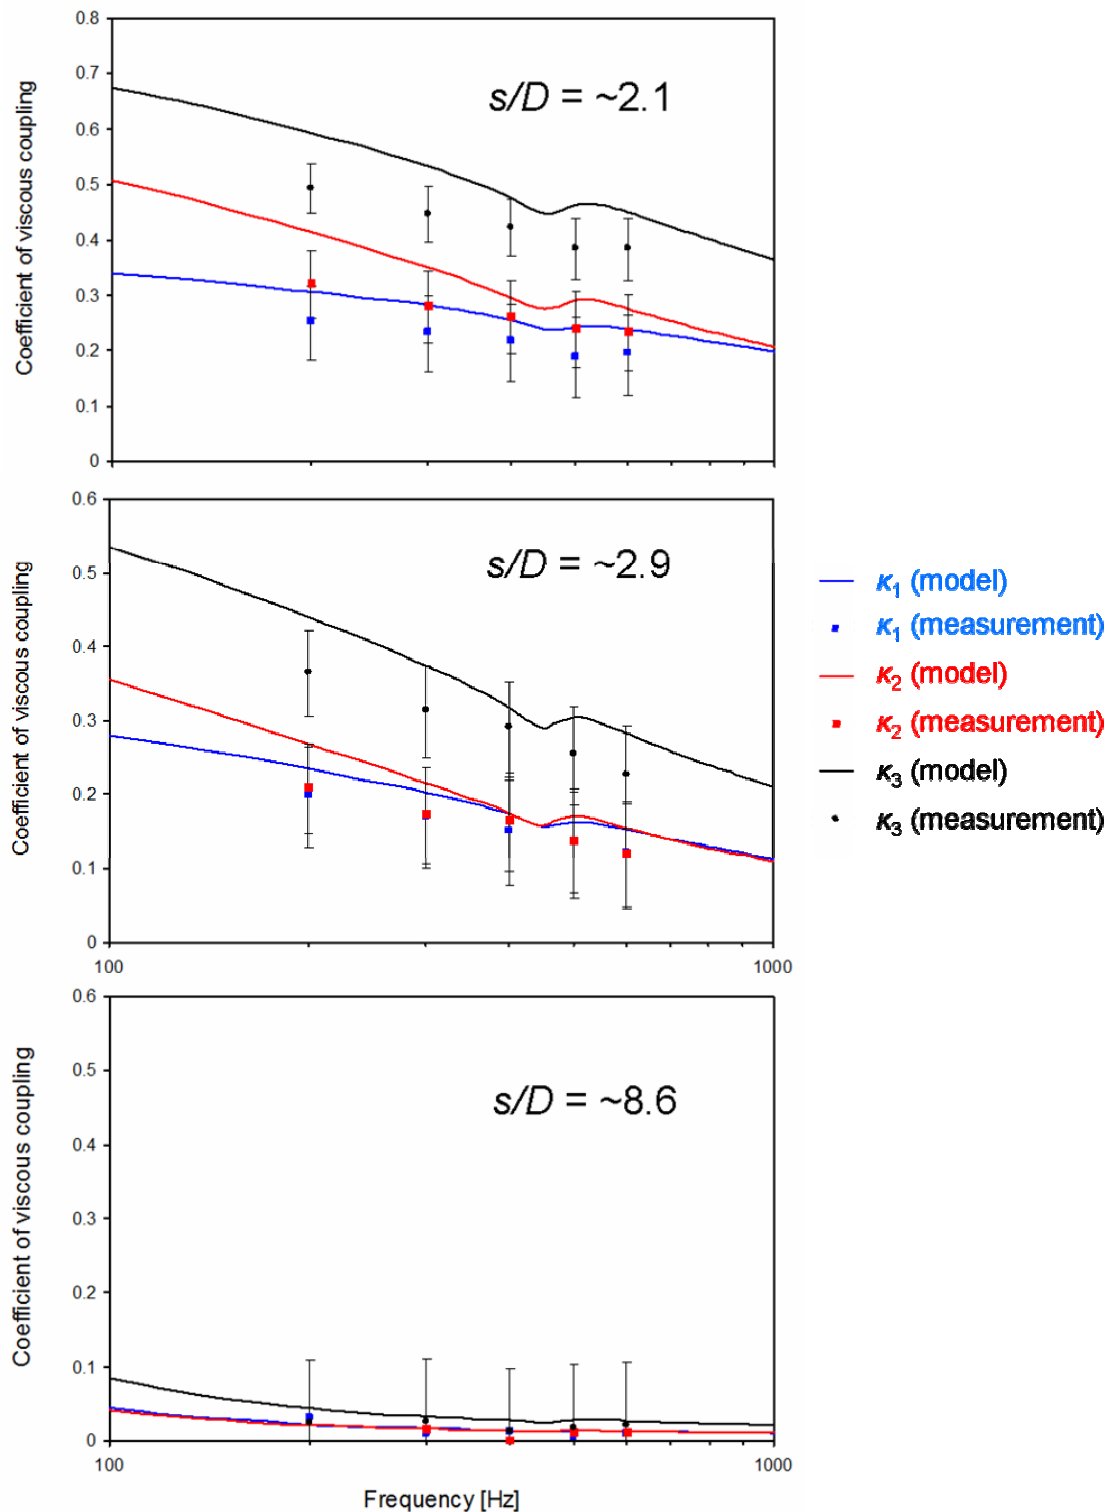 0.8
0.7
0.6
0.5
0.4
0.3
0.2
0.1
0
Coefficient of viscous coupling
s/D = ~2.1
0.6
0.5
0.4
0.3
0.2
0.1
0
100
1000
Coefficient of viscous coupling
s/D = ~2.9
κ1 (model)
κ1 (measurement)
κ2 (model)
κ2 (measurement)
κ3 (model)
κ3 (measurement)
0.6
0.5
0.4
0.3
0.2
0.1
0
100
1000
Coefficient of viscous coupling
s/D = ~8.6
Frequency [Hz]